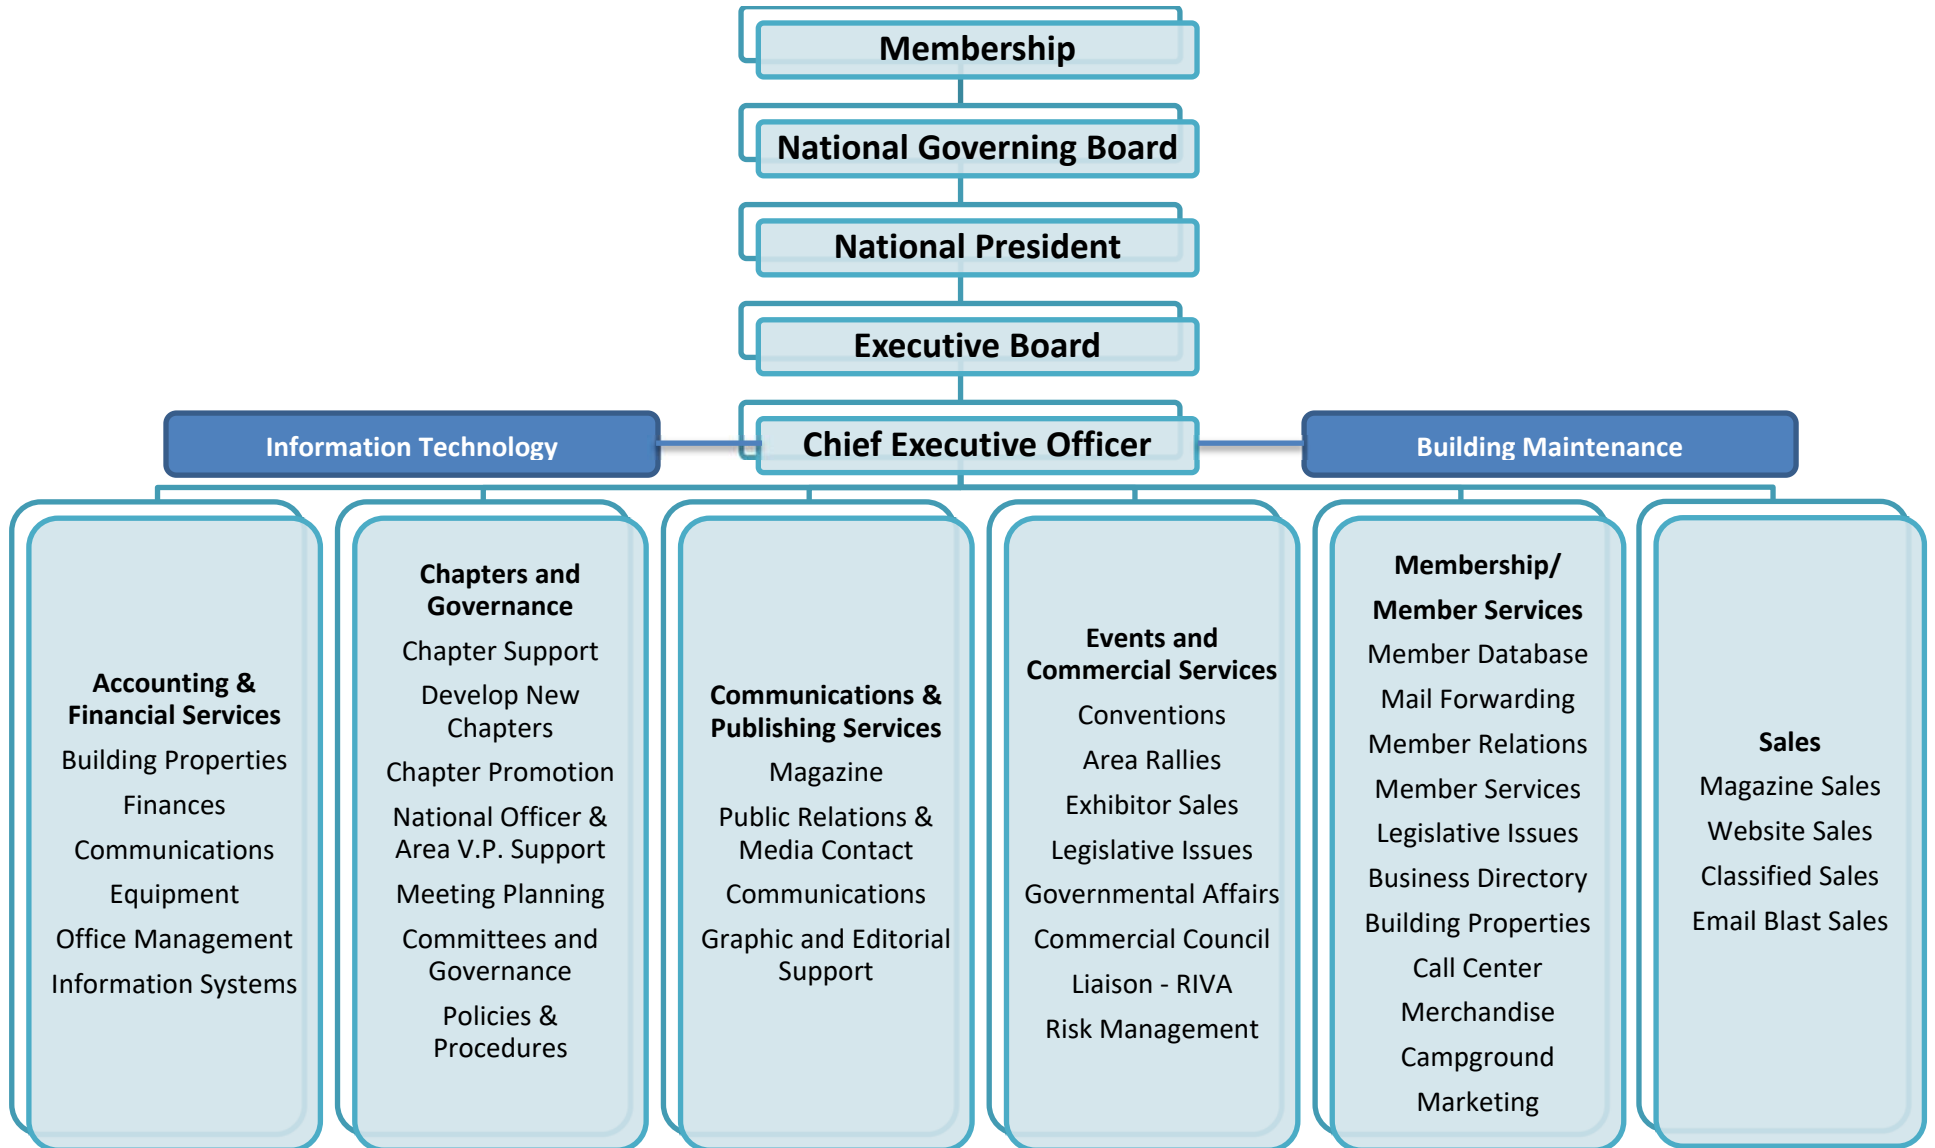 Membership
National Governing Board
National President
Executive Board
Information Technology
Chief Executive Officer
Building Maintenance
Accounting &
Financial Services
Building Properties
Finances
Communications
Equipment
Office Management
Information Systems
Chapters and
Governance
Chapter Support
Develop New
Chapters
Chapter Promotion
National Officer &
Area V.P. Support
Meeting Planning
Committees and
Governance
Policies &
Procedures
Communications &
Publishing Services
Magazine
Public Relations &
Media Contact
Communications
Graphic and Editorial
Support
Events and
Commercial Services
Conventions
Area Rallies
Exhibitor Sales
Legislative Issues
Governmental Affairs
Commercial Council
Liaison - RIVA
Risk Management
Membership/
Member Services
Member Database
Mail Forwarding
Member Relations
Member Services
Legislative Issues
Business Directory
Building Properties
Call Center
Merchandise
Campground
Marketing
Sales
Magazine Sales
Website Sales
Classified Sales
Email Blast Sales